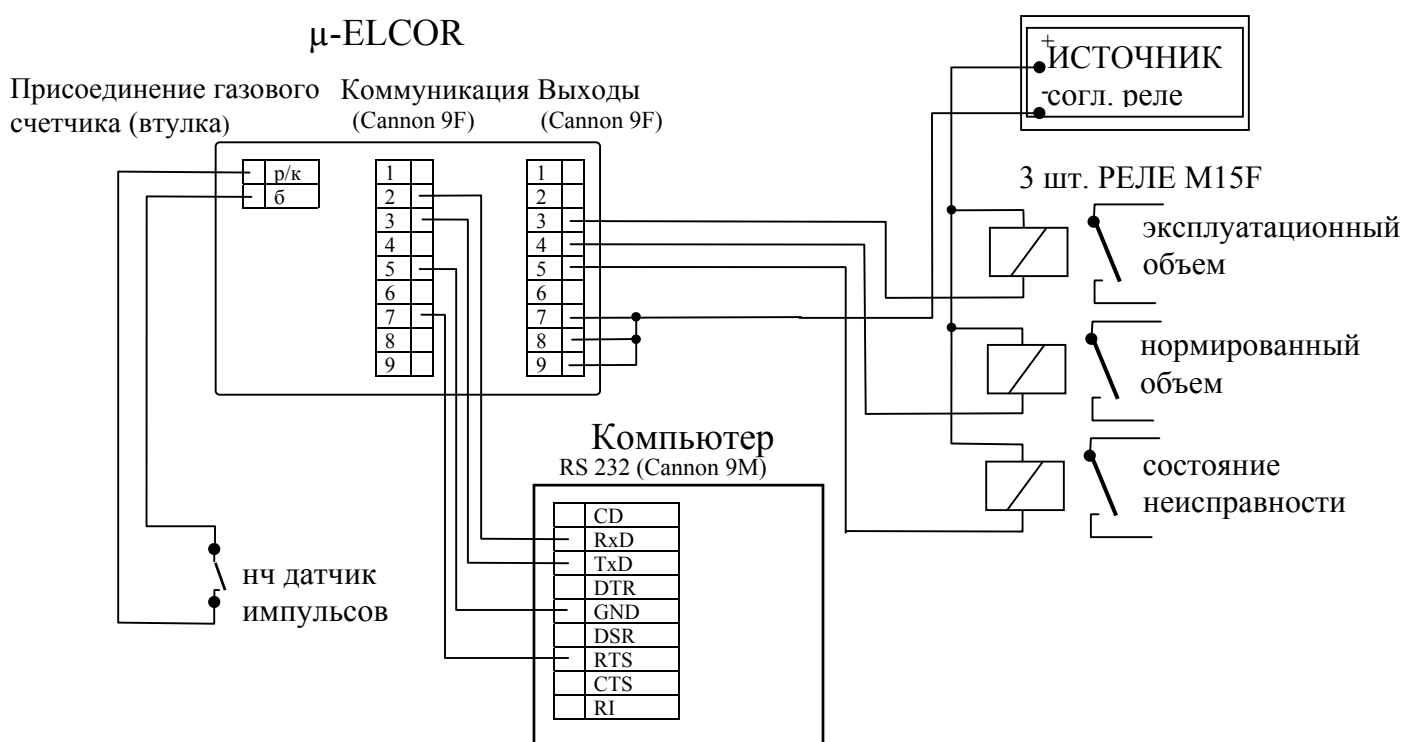 µ-ELCOR
Присоединение газового
счетчика (втулка)
Коммуникация
(Cannon 9F)
Выходы
(Cannon 9F)
р/к
б
1
2
3
4
5
6
7
8
9
1
2
3
4
5
6
7
8
9
+
ИСТОЧНИК
-
согл. реле
3 шт. РЕЛЕ M15F
эксплуатационный
объем
нормированный
объем
состояние
неисправности
Компьютер
RS 232 (Cannon 9M)
CD
RxD
TxD
DTR
GND
DSR
RTS
CTS
RI
нч датчик
импульсов